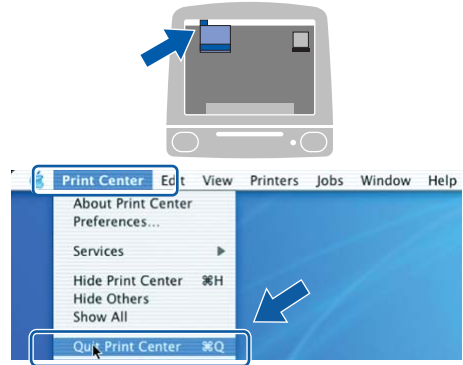 Print Center Edit View Printers Jobs Window Help
About Print Center
Preferences...
Services
Hide Print Center ⌘H
Hide Others
Show All
Quit Print Center ⌘Q